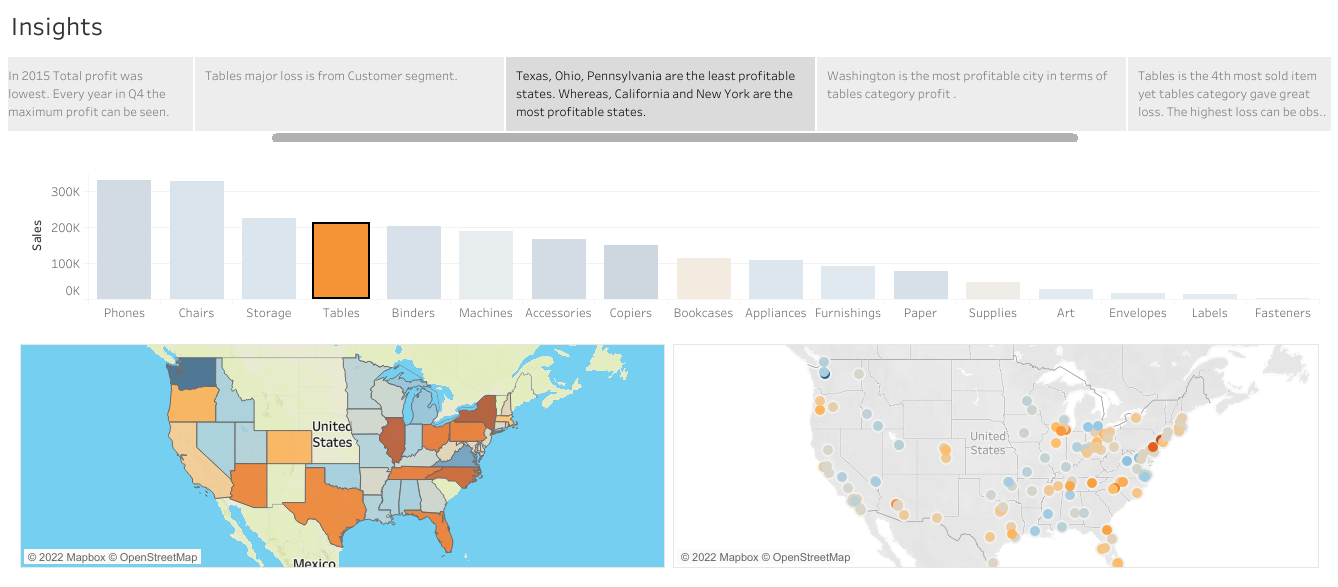 Insights
In 2015 Total profit was
lowest. Every year in Q4 the
maximum profit can be seen.
Tables major loss is from Customer segment.
Texas, Ohio, Pennsylvania are the least profitable
states. Whereas, California and New York are the
most profitable states.
Washington is the most profitable city in terms of
tables category profit .
Tables is the 4th most sold item
yet tables category gave great
loss. The highest loss can be obs..
Sales
300K
200K
100K
0K
Phones Chairs Storage Tables Binders Machines Accessories Copiers Bookcases Appliances Furnishings Paper Supplies Art Envelopes Labels Fasteners
United
States
Mexico
© 2022 Mapbox © OpenStreetMap
United
States
© 2022 Mapbox © OpenStreetMap